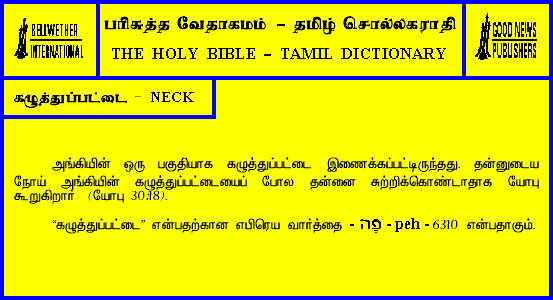 BELLWETHER
INTERNATIONAL
பரிசுத்த வேதாகமம் - தமிழ் சொல்லகராதி
THE HOLY BIBLE - TAMIL DICTIONARY
GOOD NEWS
PUBLISHERS
கழுத்துப்பட்டை - NECK
அங்கியின் ஒரு பகுதியாக கழுத்துப்பட்டை இணைக்கப்பட்டிருந்தது. தன்னுடைய
நோய் அங்கியின் கழுத்துப்பட்டையைப் போல தன்னை சுற்றிக்கொண்டதாக யோபு
கூறுகிறார் (யோபு 30:18).
“கழுத்துப்பட்டை” என்பதற்கான எபிரெய வார்த்தை - פֶּה - peh - 6310 என்பதாகும்.